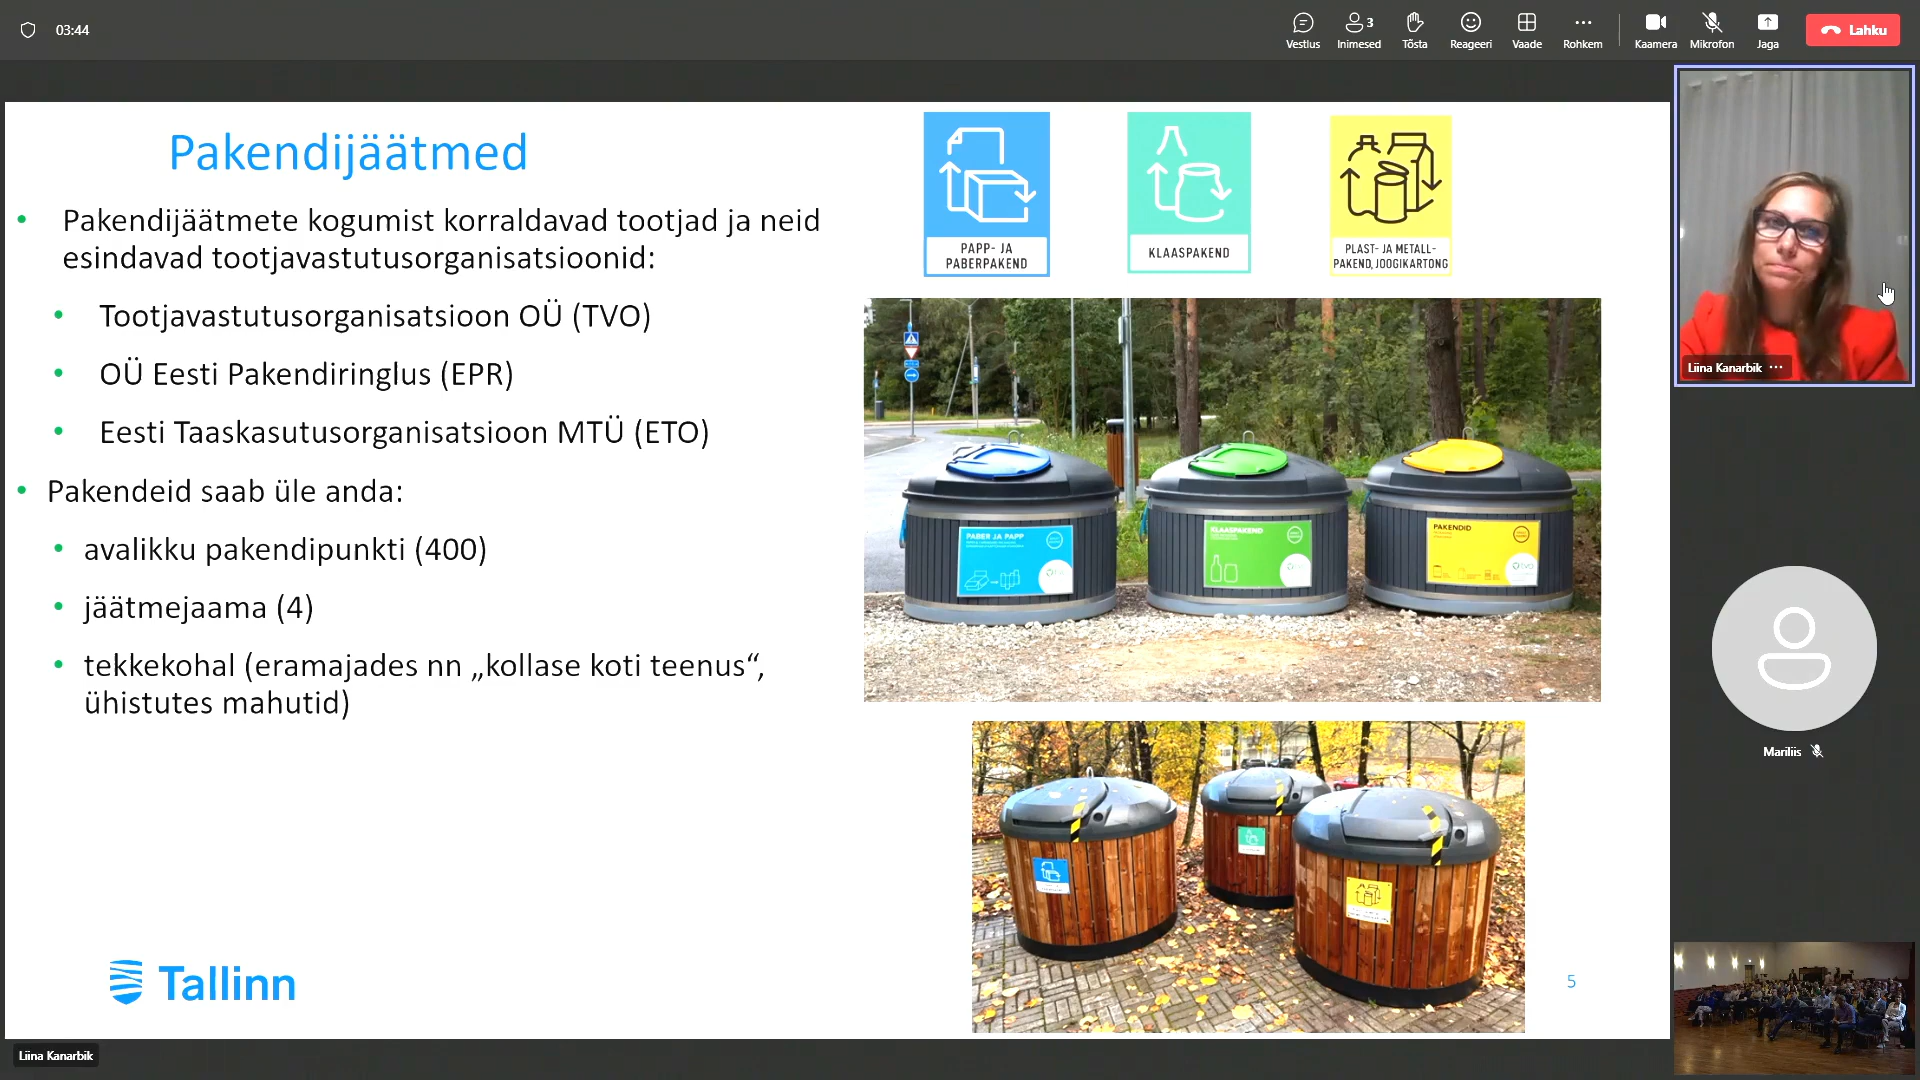 03:44
Vestlus
Inimesed 3
Tõsta
Reageeri
Vaade
Rohkem
Kaamera
Mikrofon
Jaga
Lahku
Pakendijäätmed
• Pakendijäätmete kogumist korraldavad tootjad ja neid
esindavad tootjavastutusorganisatsioonid:
• Tootjavastutusorganisatsioon OÜ (TVO)
• OÜ Eesti Pakendiringlus (EPR)
• Eesti Taaskasutusorganisatsioon MTÜ (ETO)
• Pakendeid saab üle anda:
• avalikku pakendipunkti (400)
• jäätmejaama (4)
• tekkekohal (eramajades nn „kollase koti teenus“,
ühistutes mahutid)
PAPP- JA
PABERPAKEND
KLAASPAKEND
PLAST- JA METALL-
PAKEND, JOOGIKARTONG
PABER JA PAPP
KLAASPAKEND
PAKENDID
tvo
Tallinn
5
Liina Kanarbik
Mariliis
Liina Kanarbik